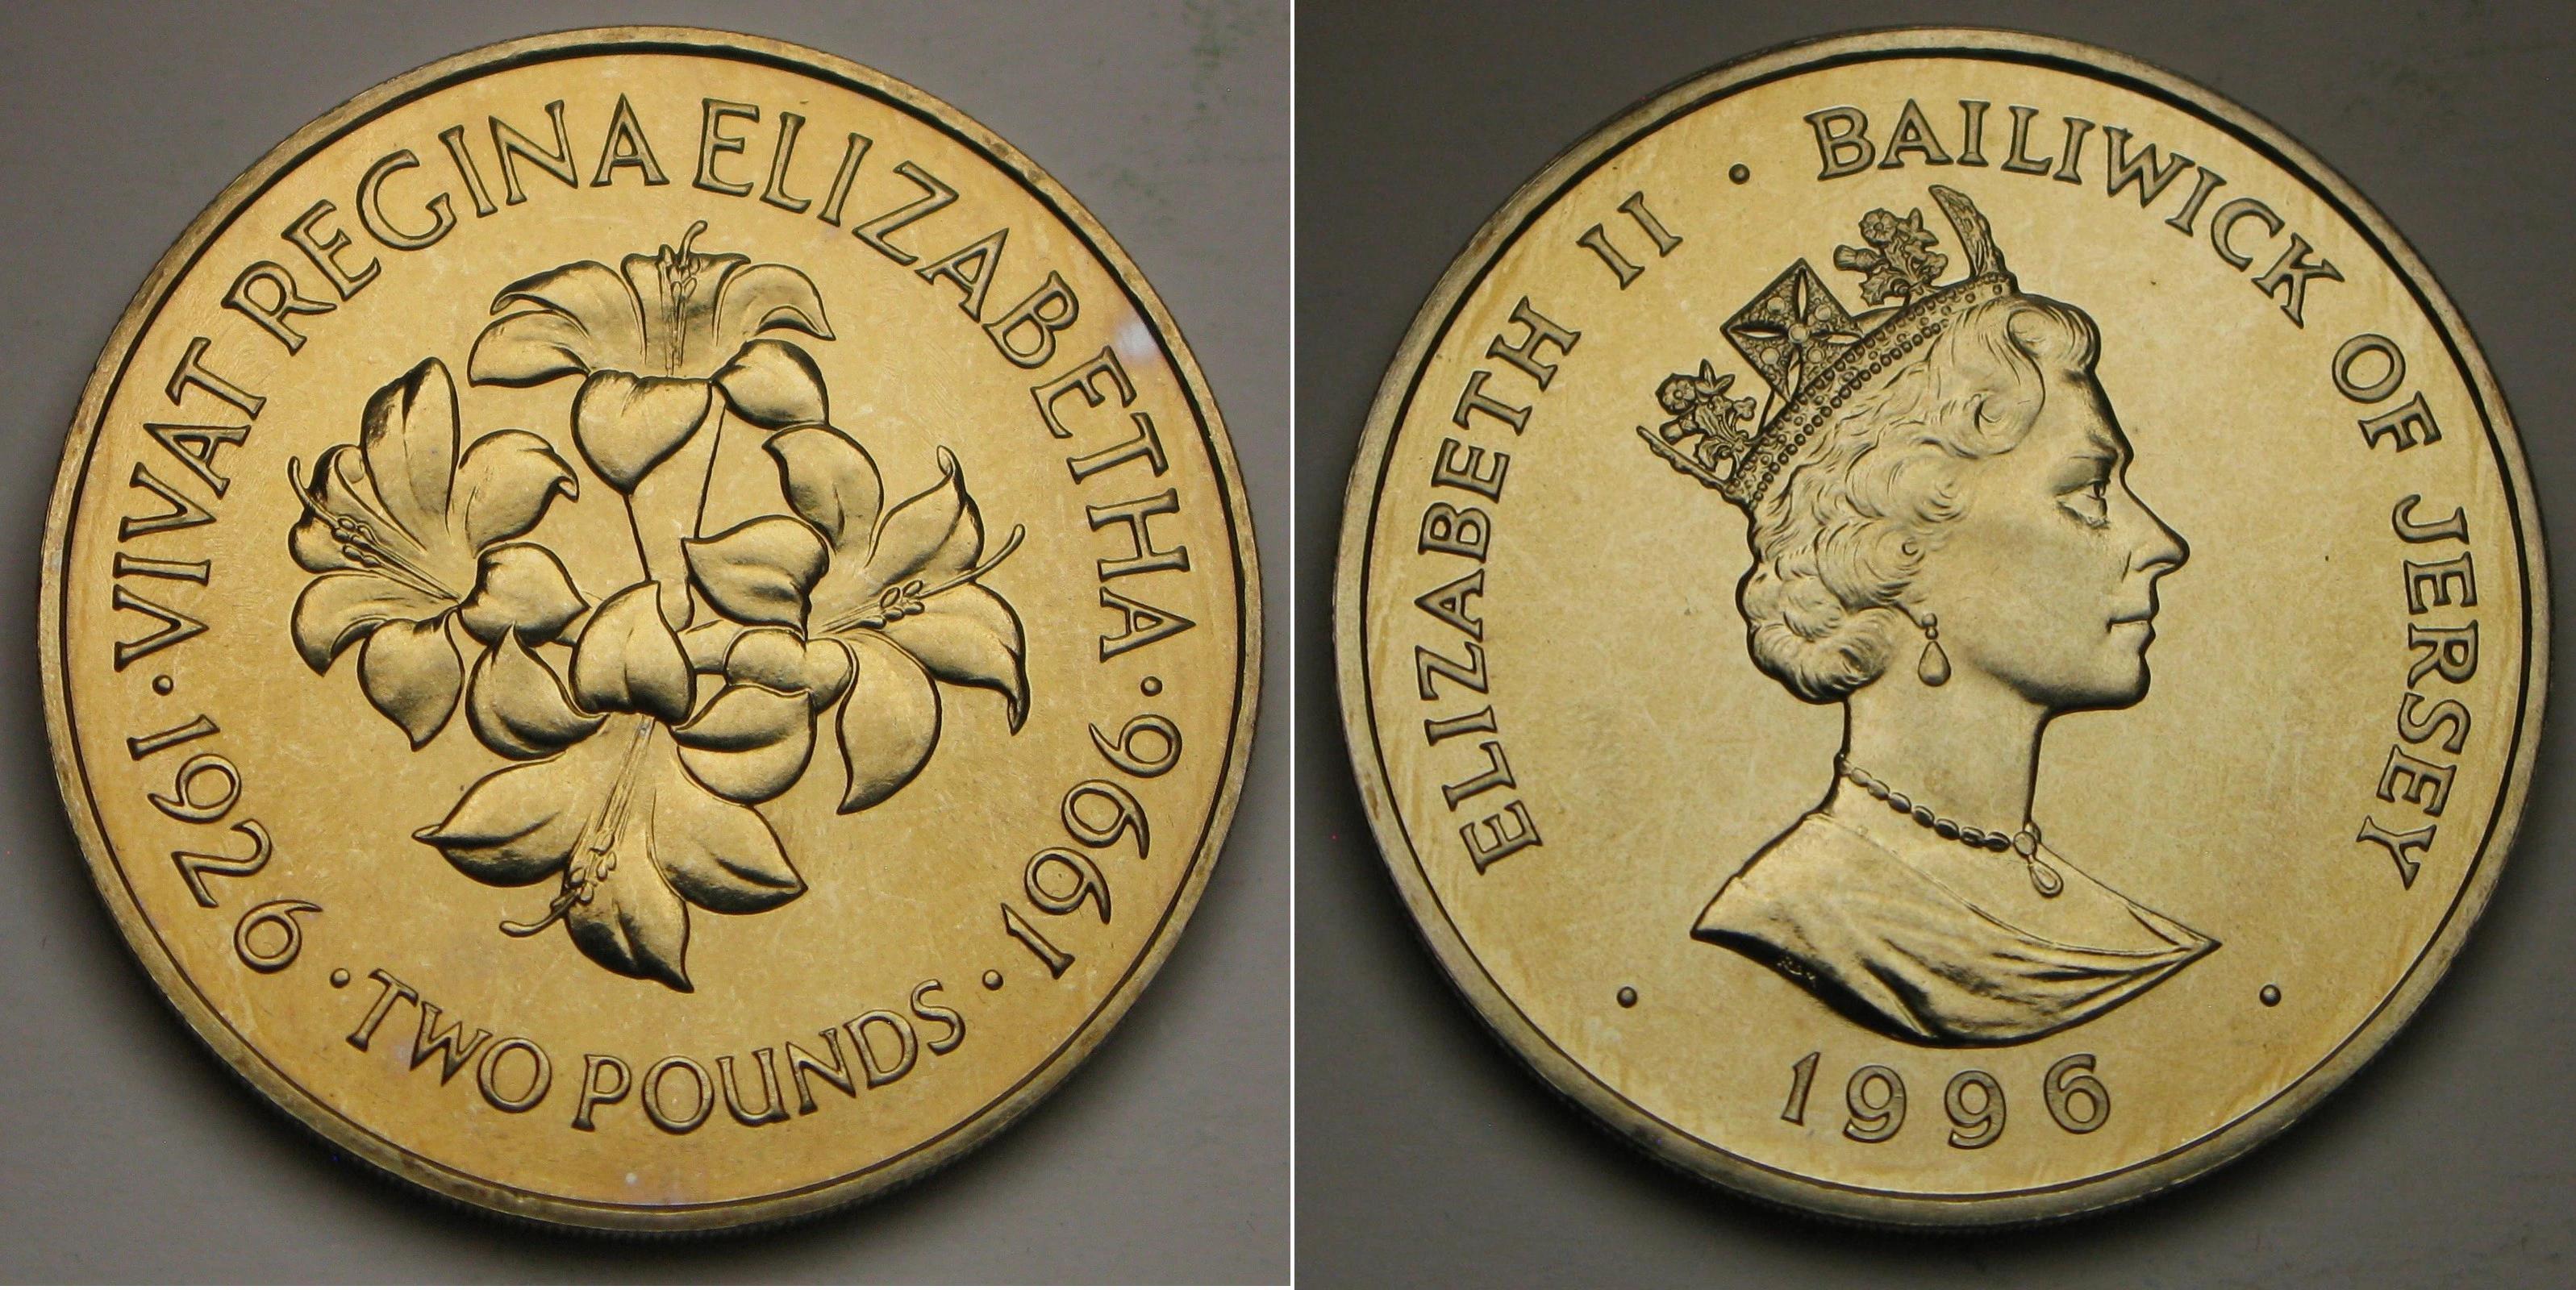 VIVAT REGINA ELIZABETHA
1926 · TWO POUNDS · 1996
ELIZABETH II · BAILIWICK OF JERSEY
1996